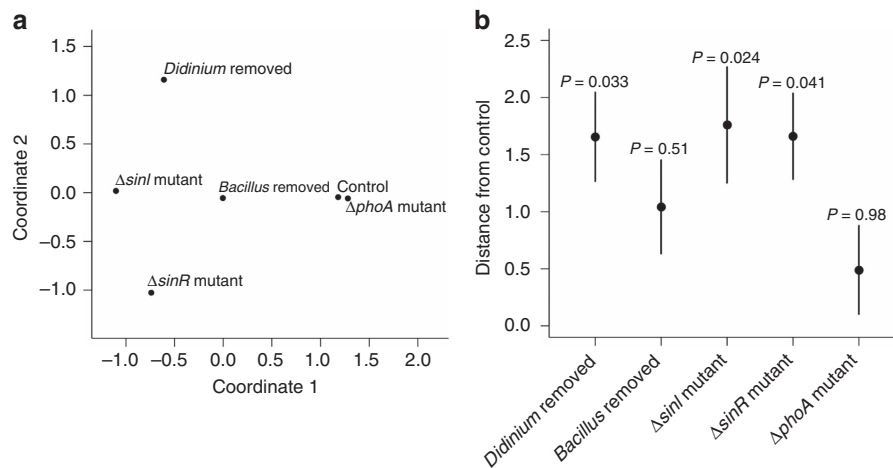 a
1.5
1.0
0.5
0.0
−0.5
−1.0
Coordinate 2
Didinium removed
ΔsinI mutant
Bacillus removed
Control
ΔphoA mutant
ΔsinR mutant
−1.0 −0.5 0.0 0.5 1.0 1.5 2.0
Coordinate 1
b
2.5
2.0
1.5
1.0
0.5
0.0
Distance from control
P = 0.033
P = 0.51
P = 0.024
P = 0.041
P = 0.98
Didinium removed
Bacillus removed
ΔsinI mutant
ΔsinR mutant
ΔphoA mutant